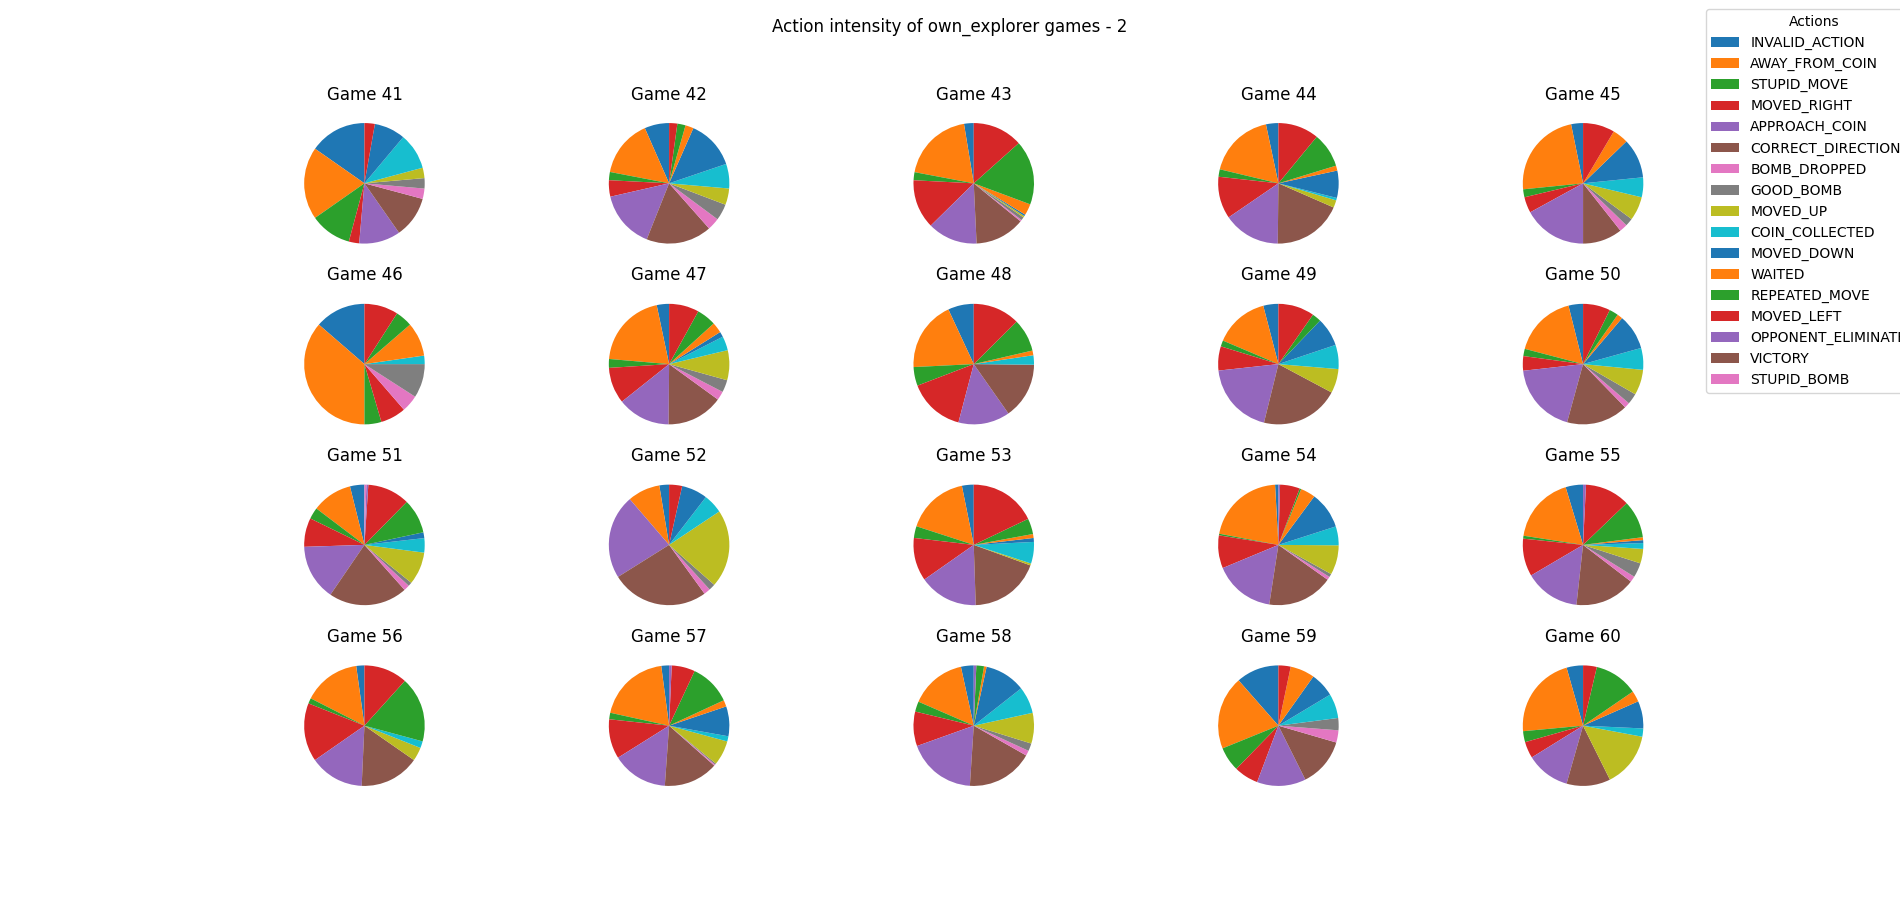 Action intensity of own_explorer games - 2
Game 41
Game 42
Game 43
Game 44
Game 45
Game 46
Game 47
Game 48
Game 49
Game 50
Game 51
Game 52
Game 53
Game 54
Game 55
Game 56
Game 57
Game 58
Game 59
Game 60
Actions
INVALID_ACTION
AWAY_FROM_COIN
STUPID_MOVE
MOVED_RIGHT
APPROACH_COIN
CORRECT_DIRECTION
BOMB_DROPPED
GOOD_BOMB
MOVED_UP
COIN_COLLECTED
MOVED_DOWN
WAITED
REPEATED_MOVE
MOVED_LEFT
OPPONENT_ELIMINATE
VICTORY
STUPID_BOMB